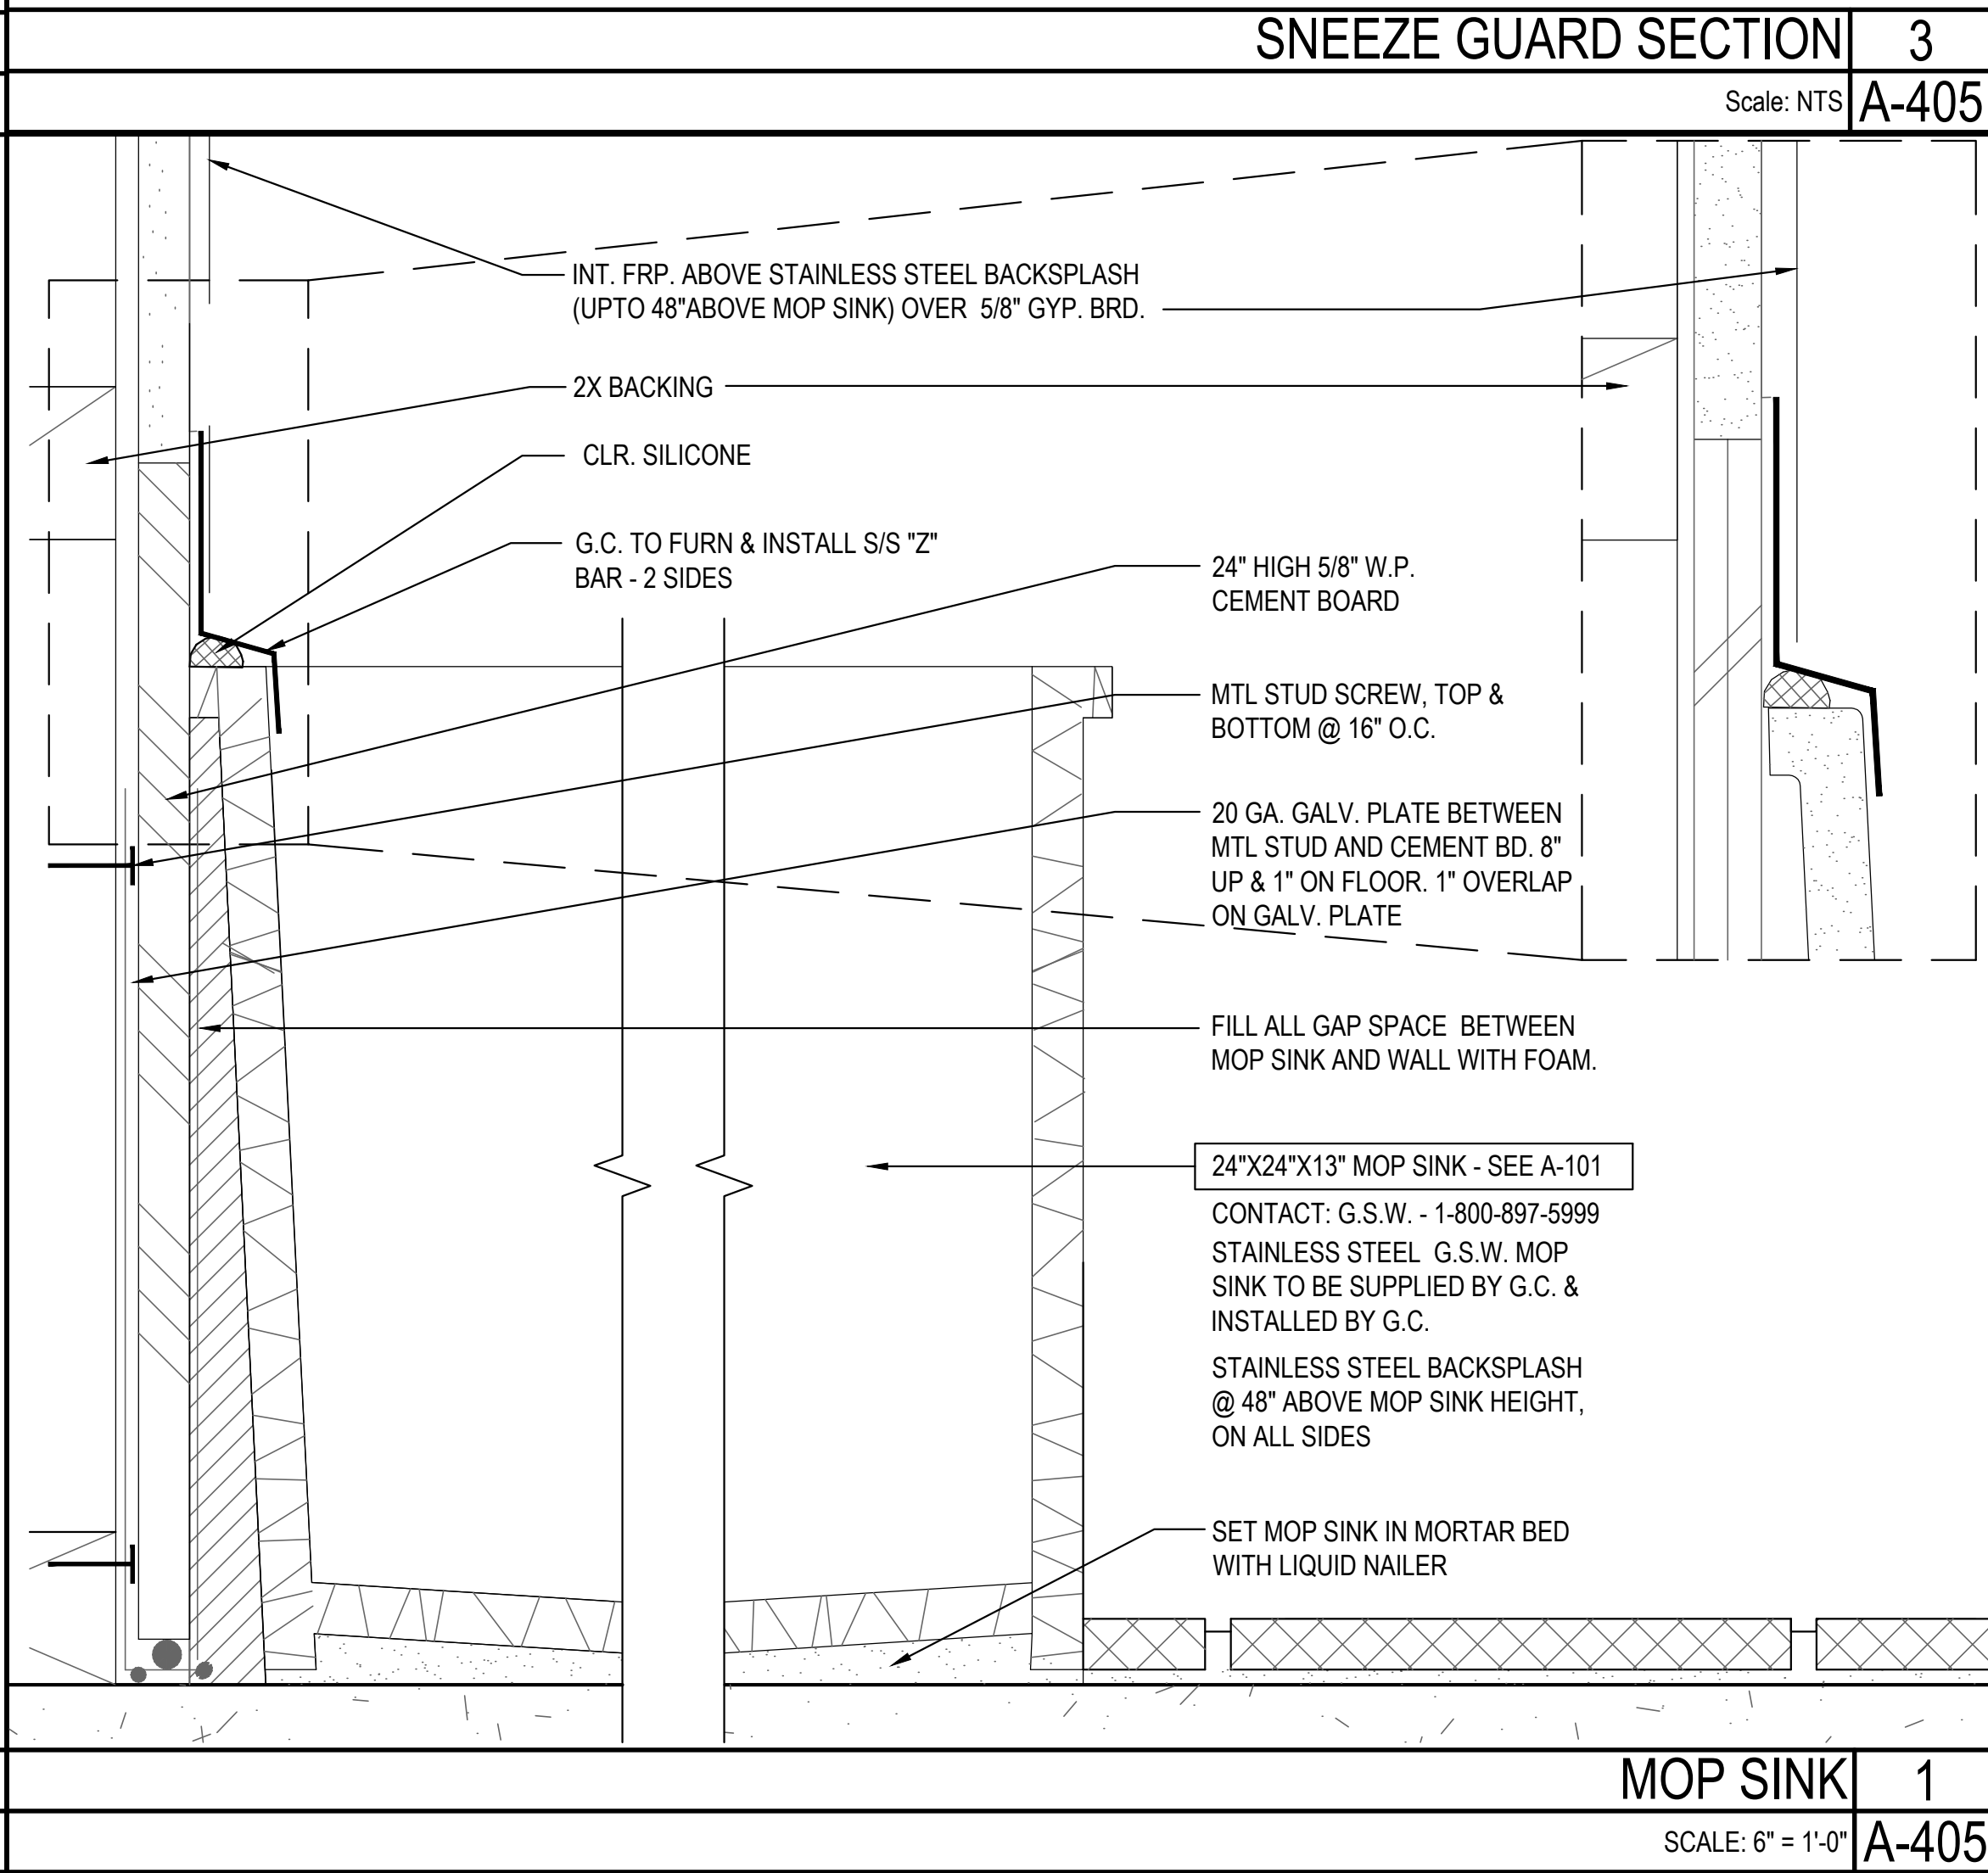 SNEEZE GUARD SECTION
3
Scale: NTS
A-405
INT. FRP. ABOVE STAINLESS STEEL BACKSPLASH
(UPTO 48"ABOVE MOP SINK) OVER 5/8" GYP. BRD.
2X BACKING
CLR. SILICONE
G.C. TO FURN & INSTALL S/S "Z"
BAR - 2 SIDES
24" HIGH 5/8" W.P.
CEMENT BOARD
MTL STUD SCREW, TOP &
BOTTOM @ 16" O.C.
20 GA. GALV. PLATE BETWEEN
MTL STUD AND CEMENT BD. 8"
UP & 1" ON FLOOR. 1" OVERLAP
ON GALV. PLATE
FILL ALL GAP SPACE BETWEEN
MOP SINK AND WALL WITH FOAM.
24"X24"X13" MOP SINK - SEE A-101
CONTACT: G.S.W. - 1-800-897-5999
STAINLESS STEEL G.S.W. MOP
SINK TO BE SUPPLIED BY G.C. &
INSTALLED BY G.C.
STAINLESS STEEL BACKSPLASH
@ 48" ABOVE MOP SINK HEIGHT,
ON ALL SIDES
SET MOP SINK IN MORTAR BED
WITH LIQUID NAILER
MOP SINK
1
SCALE: 6" = 1'-0"
A-405